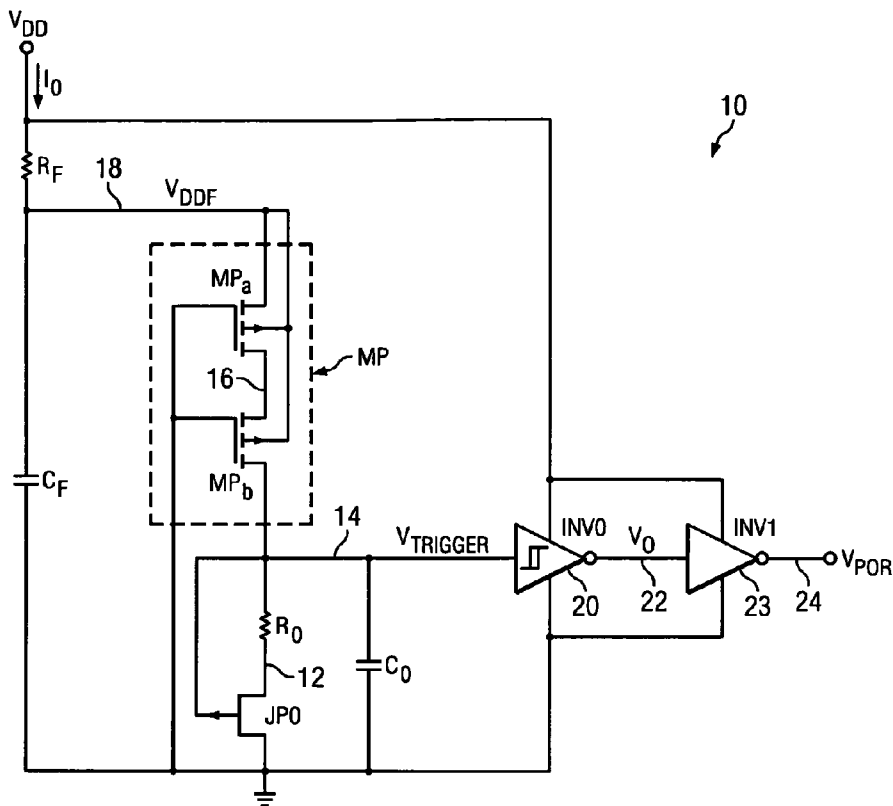 VDD
I0
10
RF
18
VDDF
MPa
MP
16
MPb
CF
14
VTRIGGER
INV0
VO
INV1
VPOR
20
22
23
24
R0
12
C0
JP0